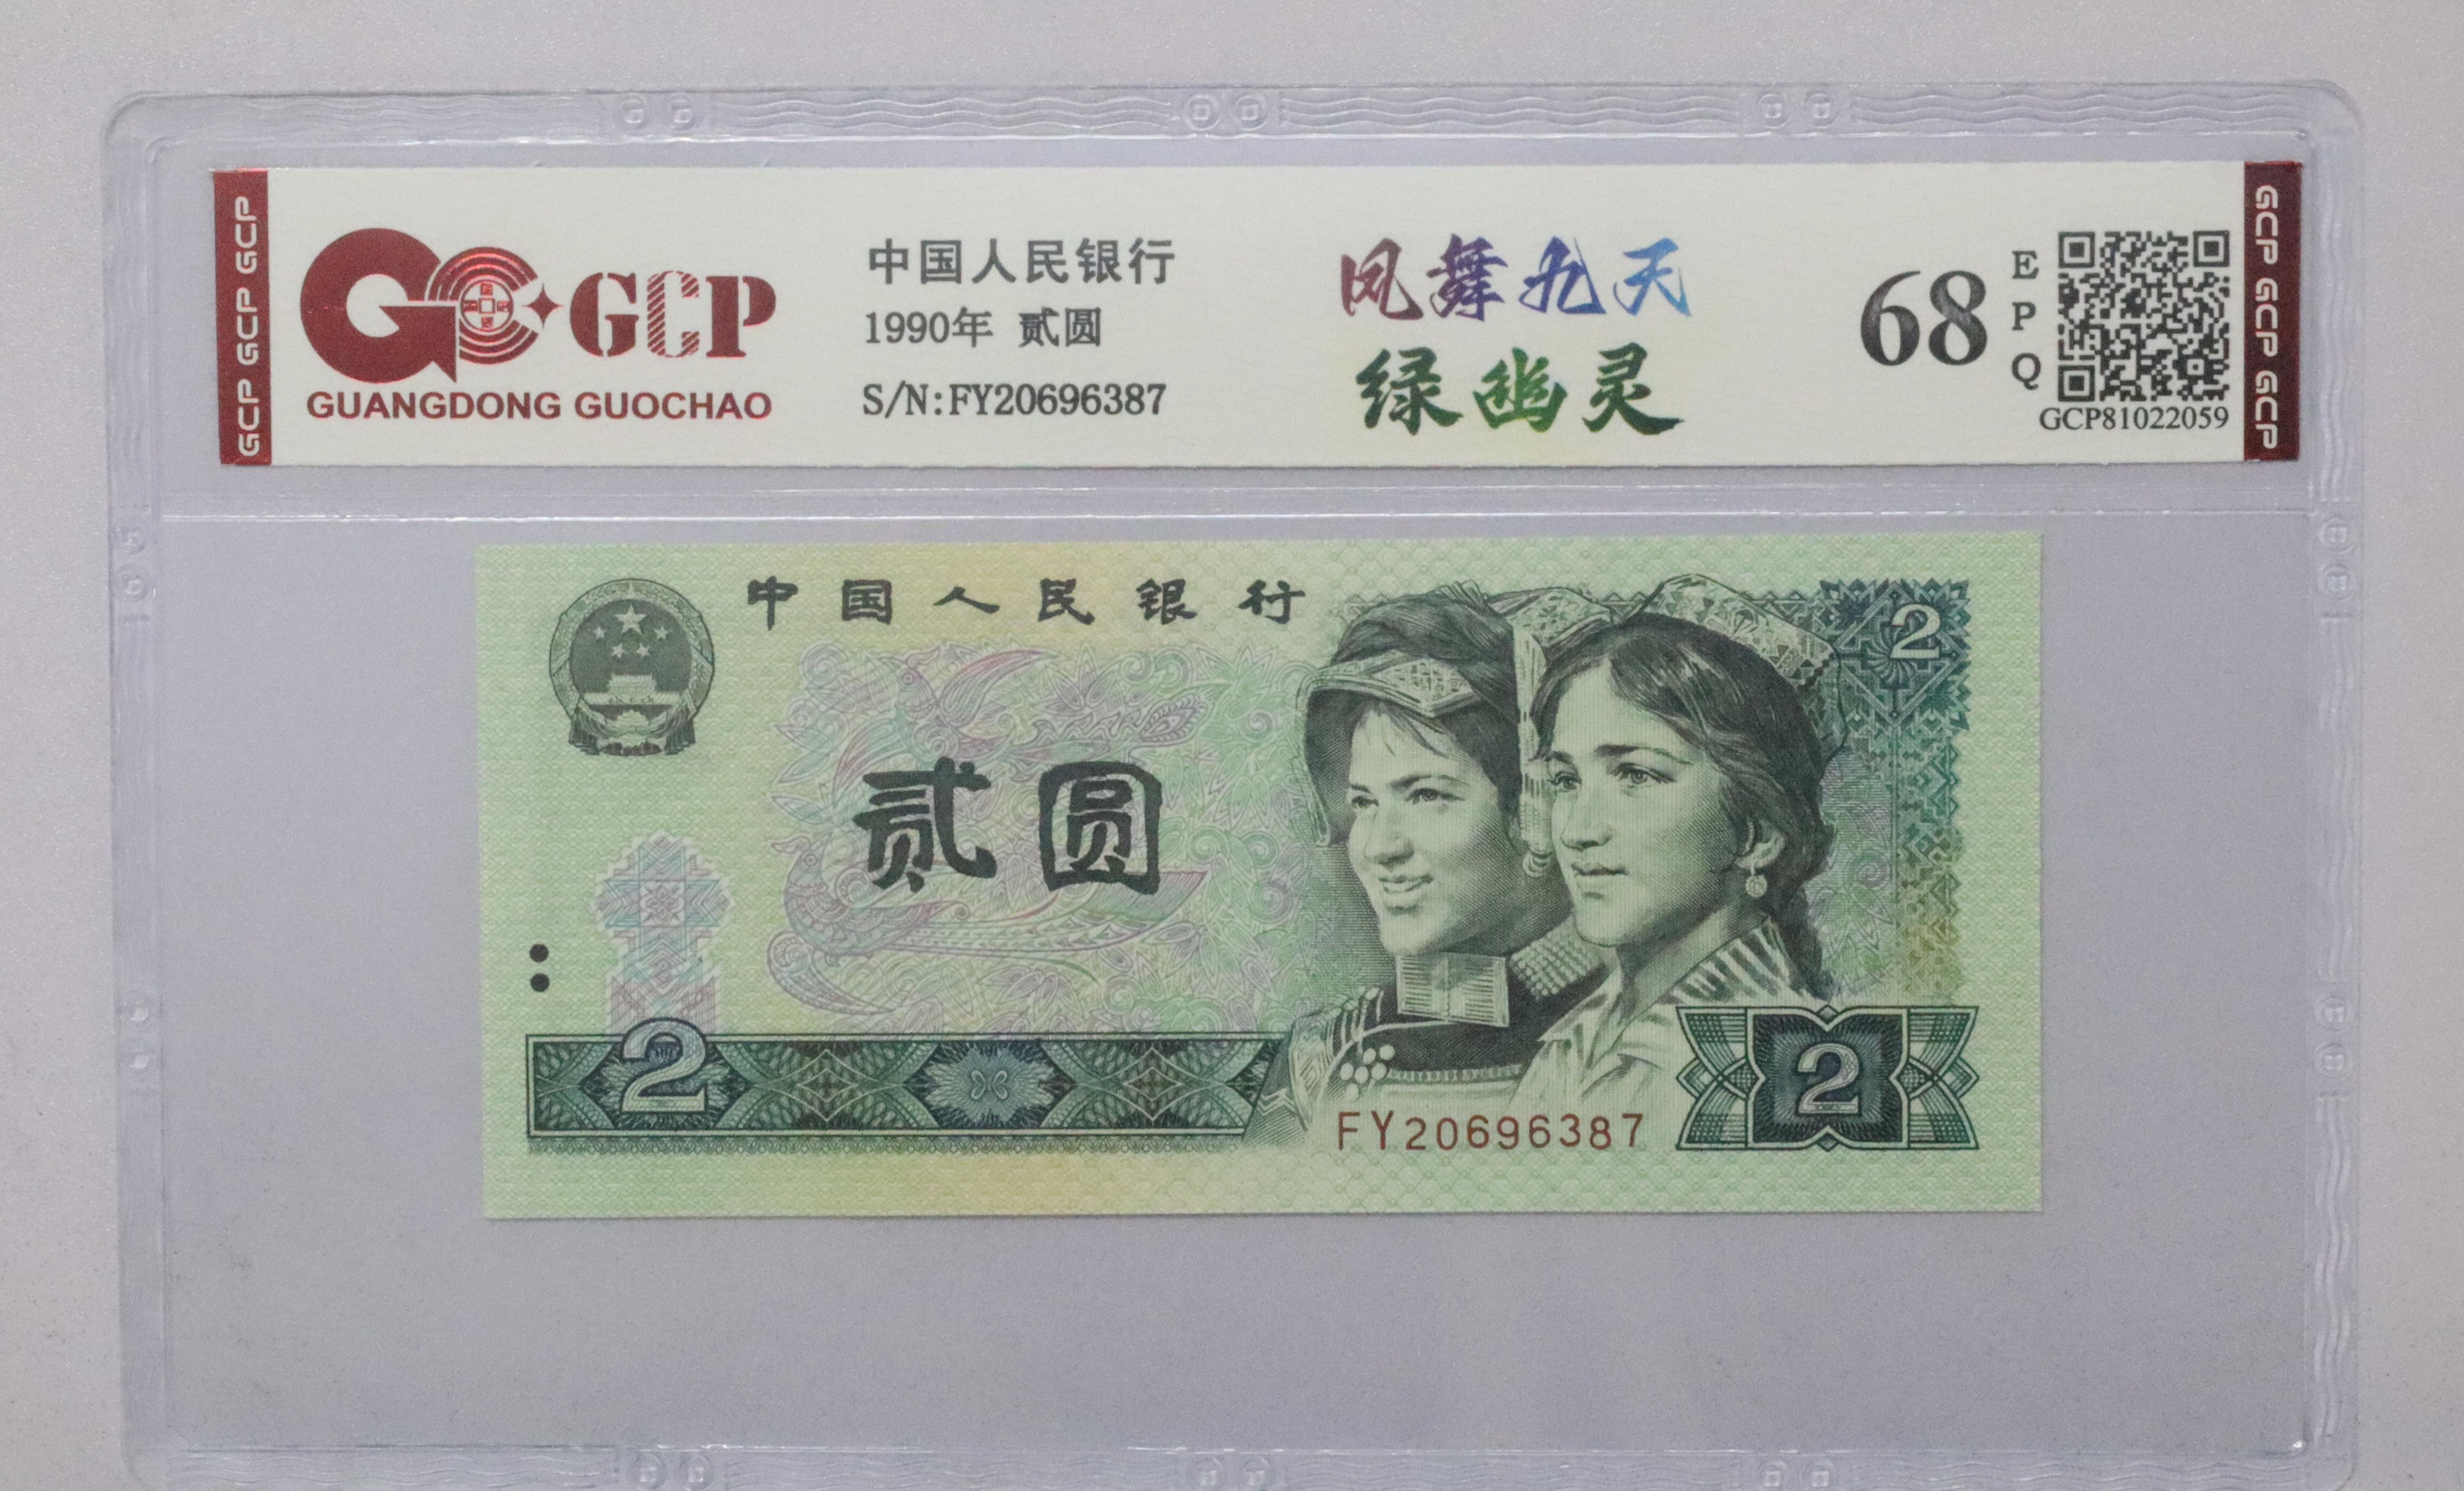 GCP GCP GCP
GCP
GUANGDONG GUOCHAO
中国人民银行
1990年 贰圆
S/N:FY20696387
凤舞九天
绿幽灵
68
EPQ
GCP81022059
GCP GCP GCP
中国人民银行
2
贰圆
2
2
FY20696387